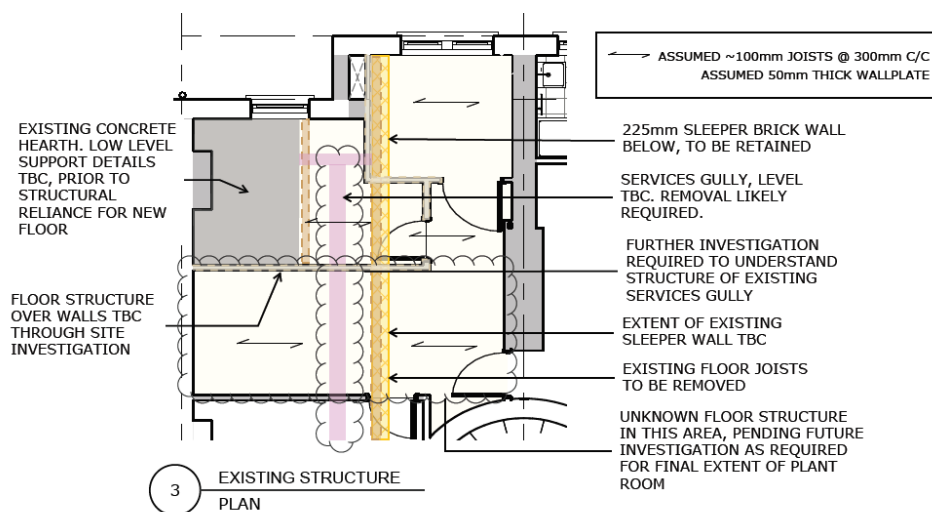 ASSUMED ~100mm JOISTS @ 300mm C/C
ASSUMED 50mm THICK WALLPLATE
EXISTING CONCRETE
HEARTH. LOW LEVEL
SUPPORT DETAILS
TBC, PRIOR TO
STRUCTURAL
RELIANCE FOR NEW
FLOOR
FLOOR STRUCTURE
OVER WALLS TBC
THROUGH SITE
INVESTIGATION
225mm SLEEPER BRICK WALL
BELOW, TO BE RETAINED
SERVICES GULLY, LEVEL
TBC. REMOVAL LIKELY
REQUIRED.
FURTHER INVESTIGATION
REQUIRED TO UNDERSTAND
STRUCTURE OF EXISTING
SERVICES GULLY
EXTENT OF EXISTING
SLEEPER WALL TBC
EXISTING FLOOR JOISTS
TO BE REMOVED
UNKNOWN FLOOR STRUCTURE
IN THIS AREA, PENDING FUTURE
INVESTIGATION AS REQUIRED
FOR FINAL EXTENT OF PLANT
ROOM
3
EXISTING STRUCTURE
PLAN